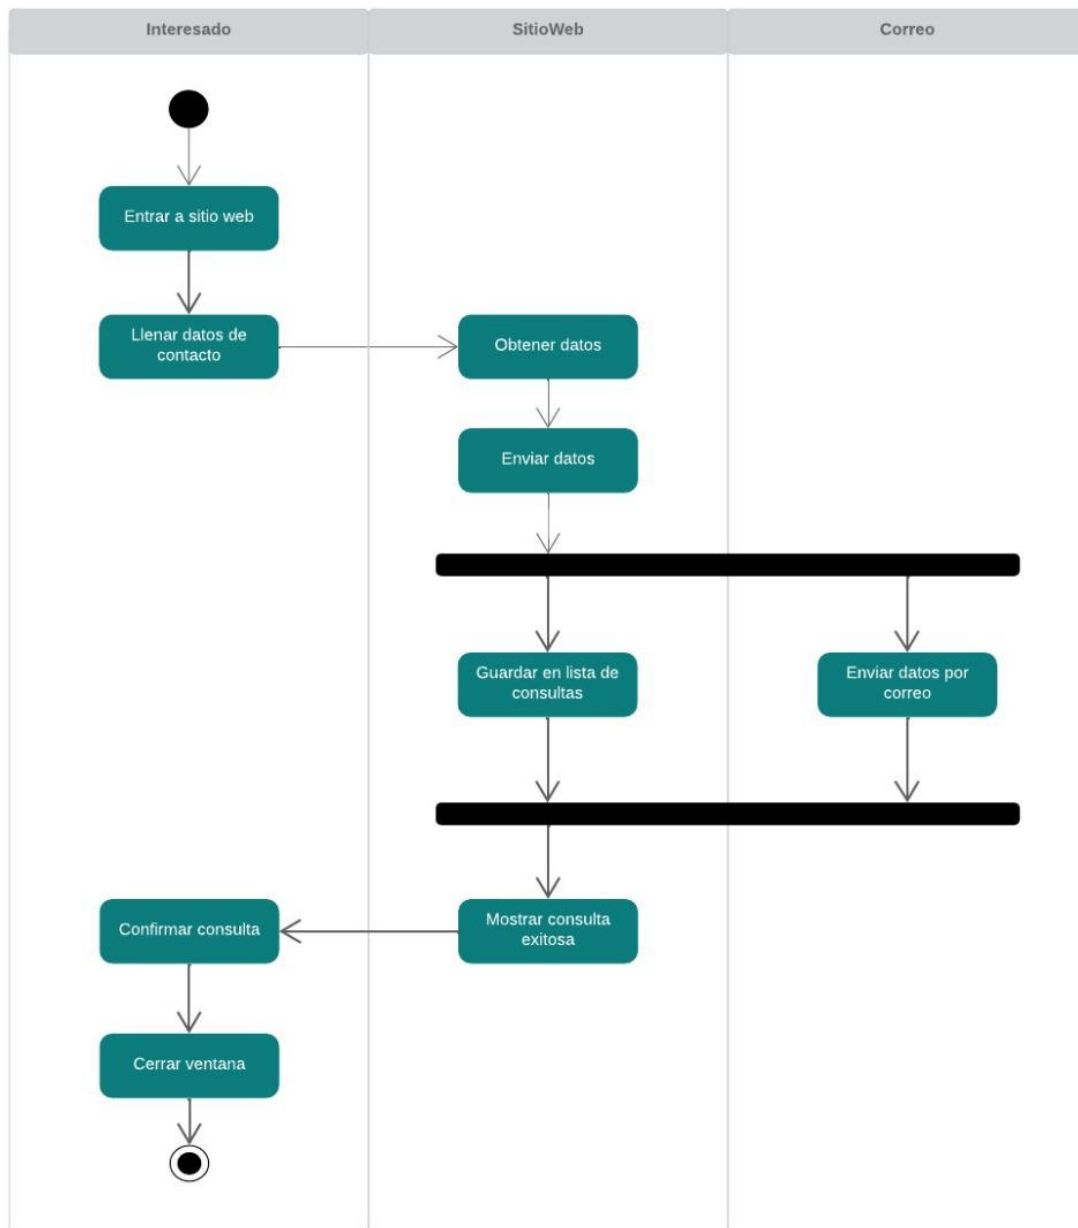 Interesado
SitioWeb
Correo
Entrar a sitio web
Llenar datos de
contacto
Obtener datos
Enviar datos
Guardar en lista de
consultas
Enviar datos por
correo
Mostrar consulta
exitosa
Confirmar consulta
Cerrar ventana